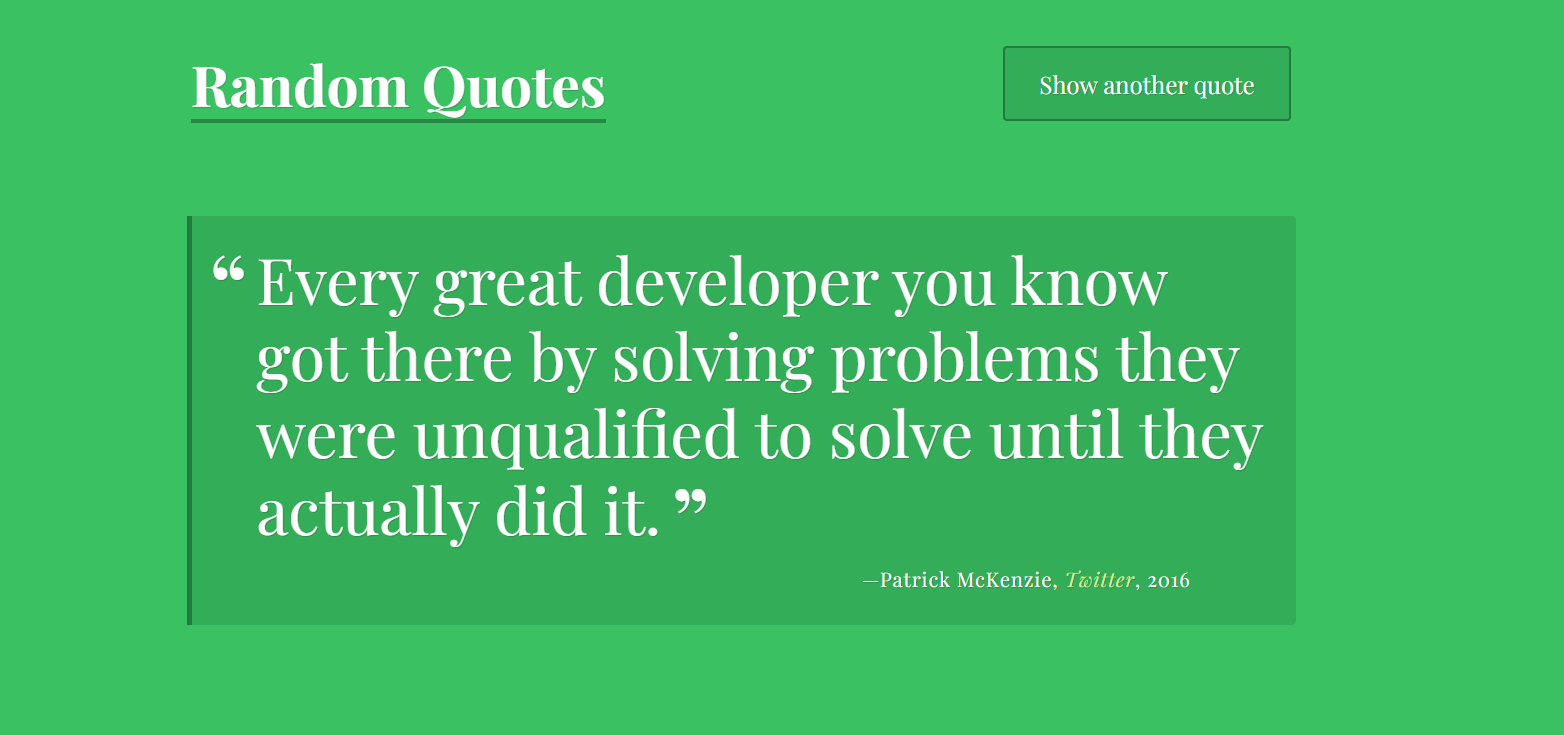 Random Quotes
Show another quote
“Every great developer you know
got there by solving problems they
were unqualified to solve until they
actually did it.”
—Patrick McKenzie, Twitter, 2016